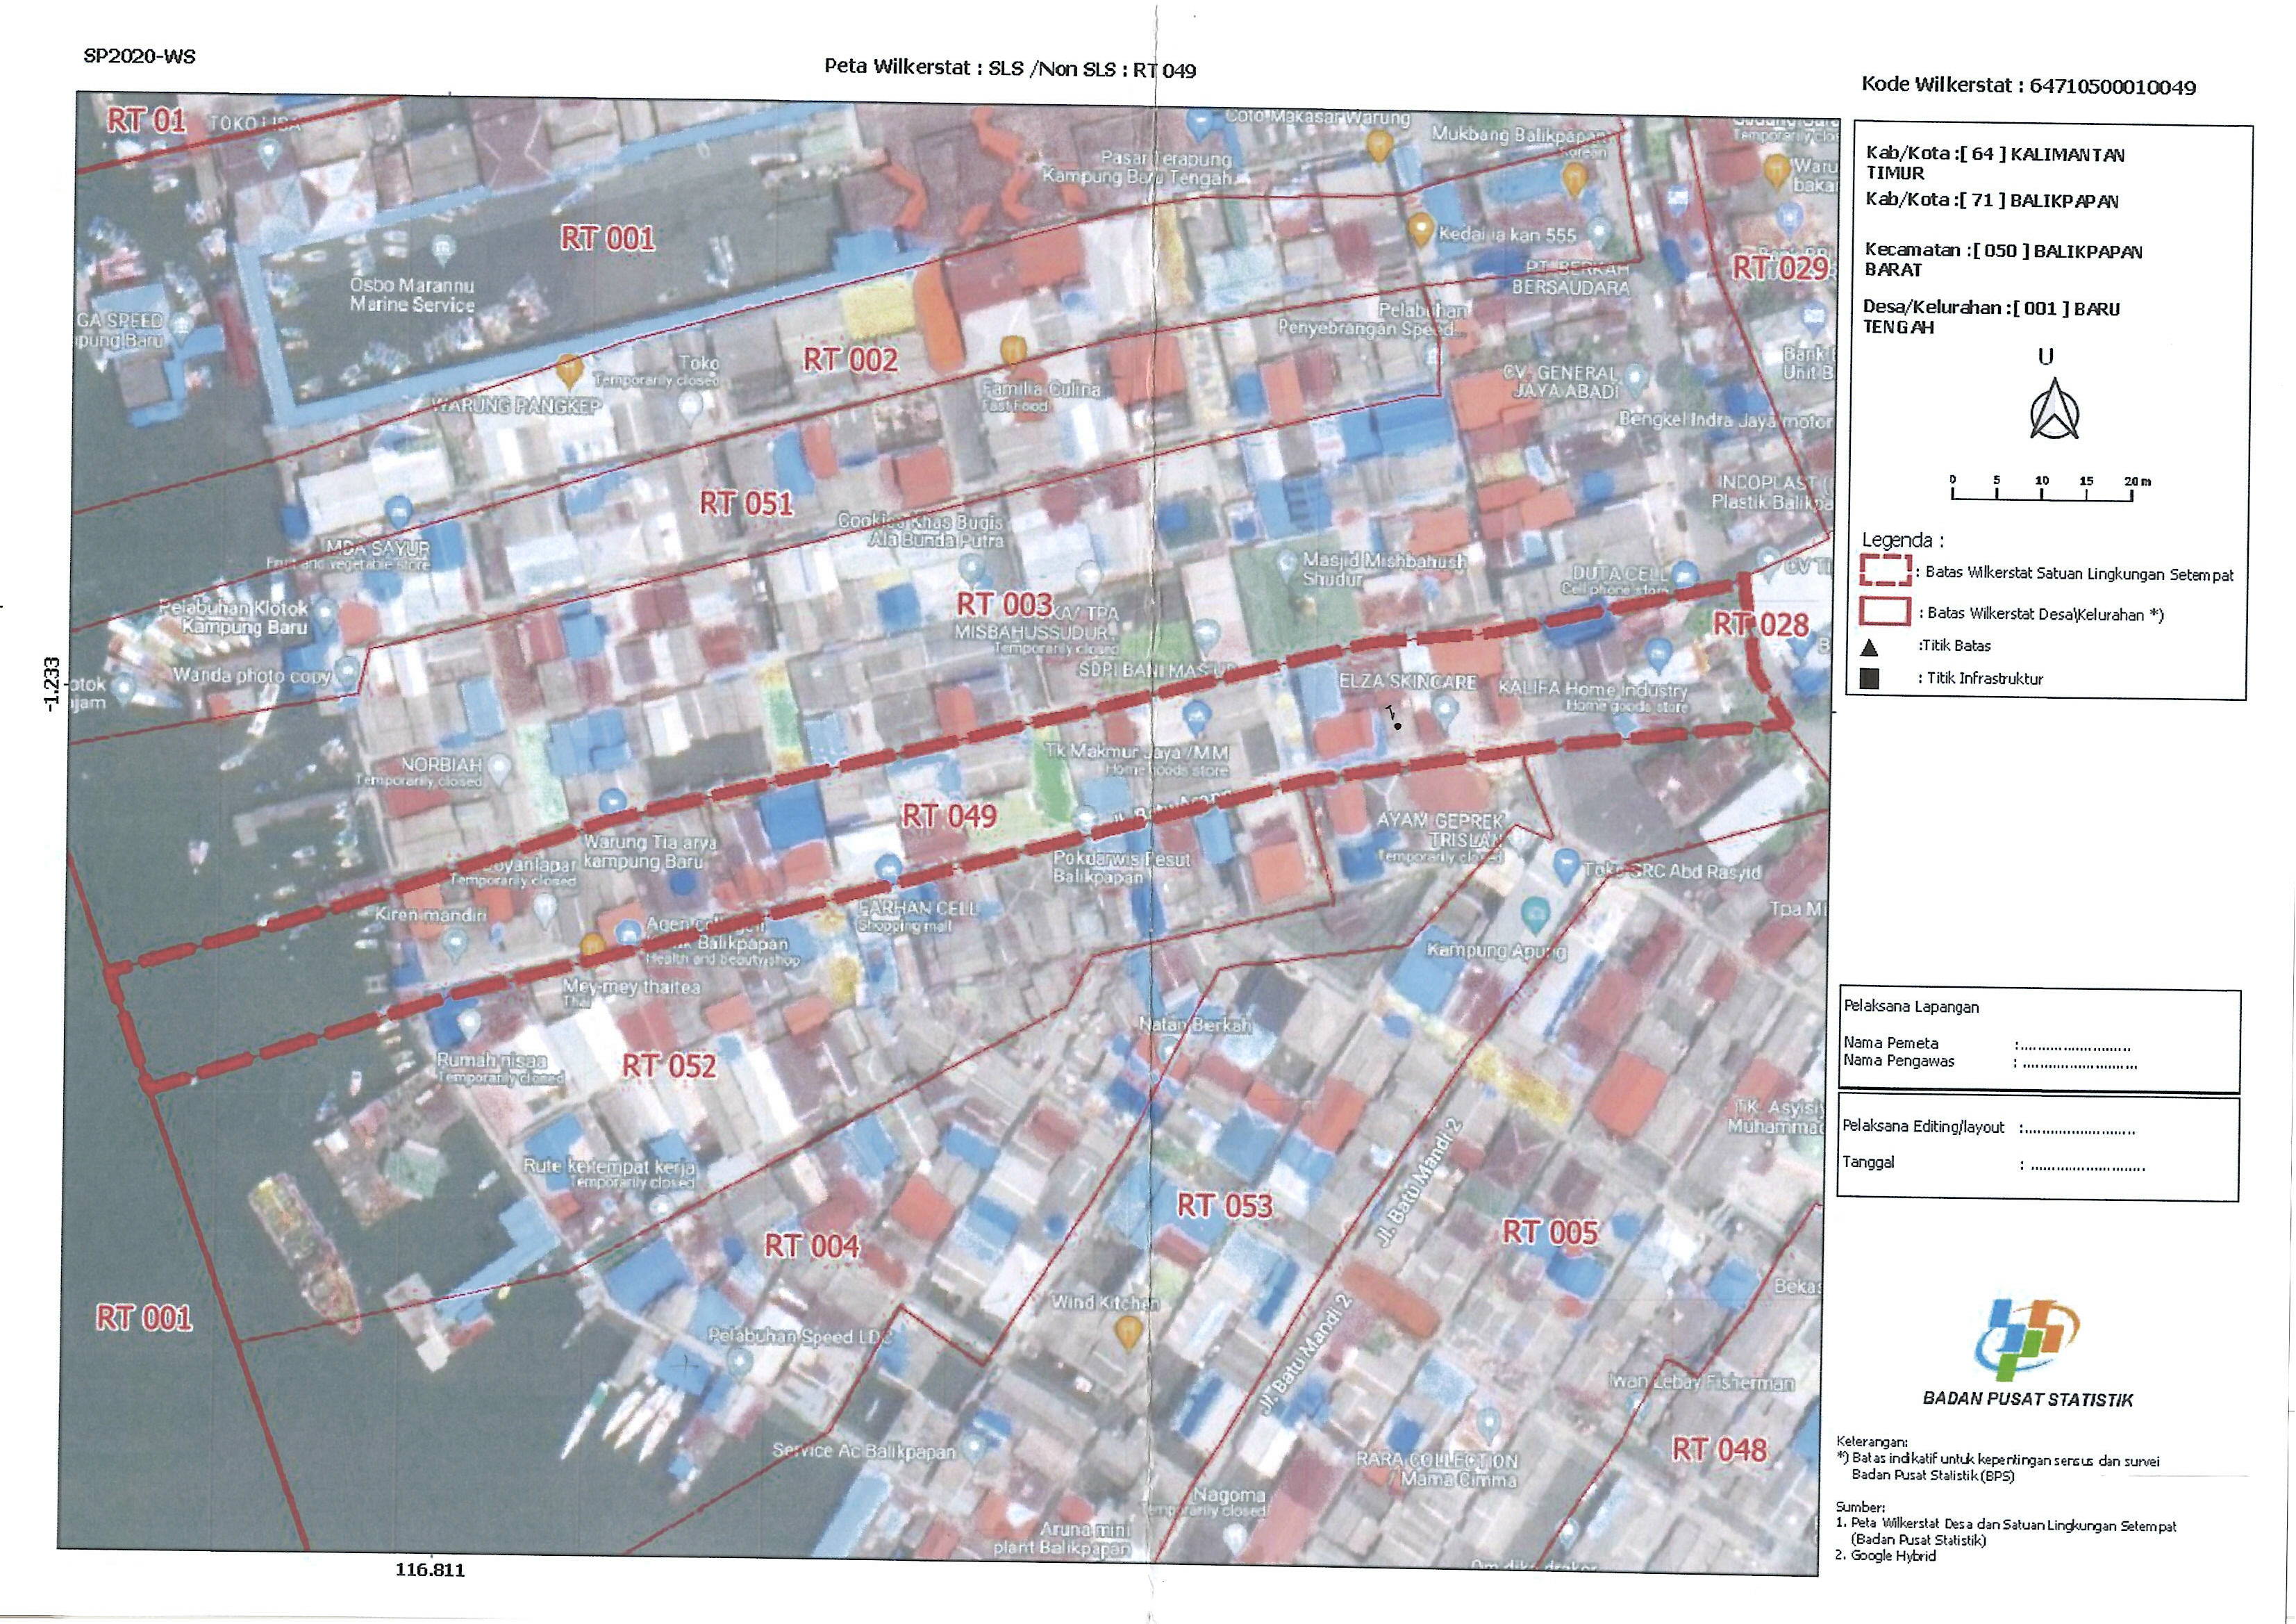 SP2020-WS
Peta Wilkerstat : SLS /Non SLS : RT 049
Kode Wilkerstat : 64710500010049
RT 01
RT 001
Osbo Marannu
Marine Service
Pasar Terapung
Kampung Baru Tengah
Coto Makasar Warung
Mukbang Balikpapan
Korean
Kedai ja kan 555
PT BERKAH
BERSAUDARA
RT 029
Pelabuhan
Penyebrangan Speed...
CV. GENERAL
JAYA ABADI
Bengkel Indra Jaya motor
INDOPLAST
GA SPEED
pung Baru
Toko
Temporarily closed
WARUNG PANGKEP
RT 002
Familia Culina
Fast Food
RT 051
Cookies Khas Bugis
Ala Bunda Putra
MDA SAYUR
Fruit and vegetable store
Pelabuhan Klotok
Kampung Baru
Wanda photo copy
otok
jam
RT 003
KA/ TPA
MISBAHUSSUDUR
Temporarily closed
Masjid Mishbahush
Shudur
DUTA CELL
Cell phone store
RT 028
ELZA SKINCARE
KALIFA Home Industry
Home goods store
1
NORBIAH
Temporarily closed
Tk Makmur Jaya /MM
Home goods store
RT 049
Warung Tia arya
kampung Baru
oyanlapar
Temporarily closed
Kiren mandiri
Pokdarwis Pesut
Balikpapan
AYAM GEPREK
TRISLAN
Temporarily closed
Toko SRC Abd Rasyid
Tpa M
FARHAN CELL
Shopping mall
Balikpapan
Health and beauty shop
Mey-mey thaitea
Thai
Kampung Apung
Natan Berkah
Rumah nisaa
Temporarily closed
RT 052
TK. Asyisiy
Muhammad
Rute ke tempat kerja
Temporarily closed
Jl. Batu Mandi 2
RT 053
RT 005
RT 004
RT 001
Wind Kitchen
Jl. Batu Mandi 2
Pelabuhan Speed LDC
Bekas
Iwan Lebay Fisherman
Service Ac Balikpapan
RARA COLLECTION
/ Mama Cimma
RT 048
Nagoma
Temporarily closed
Aruna mini
plant Balikpapan
-1.233
116.811
Kab/Kota :[ 64 ] KALIMANTAN
TIMUR
Kab/Kota :[ 71 ] BALIKPAPAN
Kecamatan :[ 050 ] BALIKPAPAN
BARAT
Desa/Kelurahan :[ 001 ] BARU
TENGAH
U
0 5 10 15 20 m
Legenda :
: Batas Wilkerstat Satuan Lingkungan Setempat
: Batas Wilkerstat Desa\Kelurahan *)
:Titik Batas
: Titik Infrastruktur
Pelaksana Lapangan
Nama Pemeta :........................
Nama Pengawas : .........................
Pelaksana Editing/layout :........................
Tanggal : .........................
BADAN PUSAT STATISTIK
Keterangan:
*) Batas indikatif untuk kepentingan sensus dan survei
Badan Pusat Statistik (BPS)
Sumber:
1. Peta Wilkerstat Desa dan Satuan Lingkungan Setempat
(Badan Pusat Statistik)
2. Google Hybrid